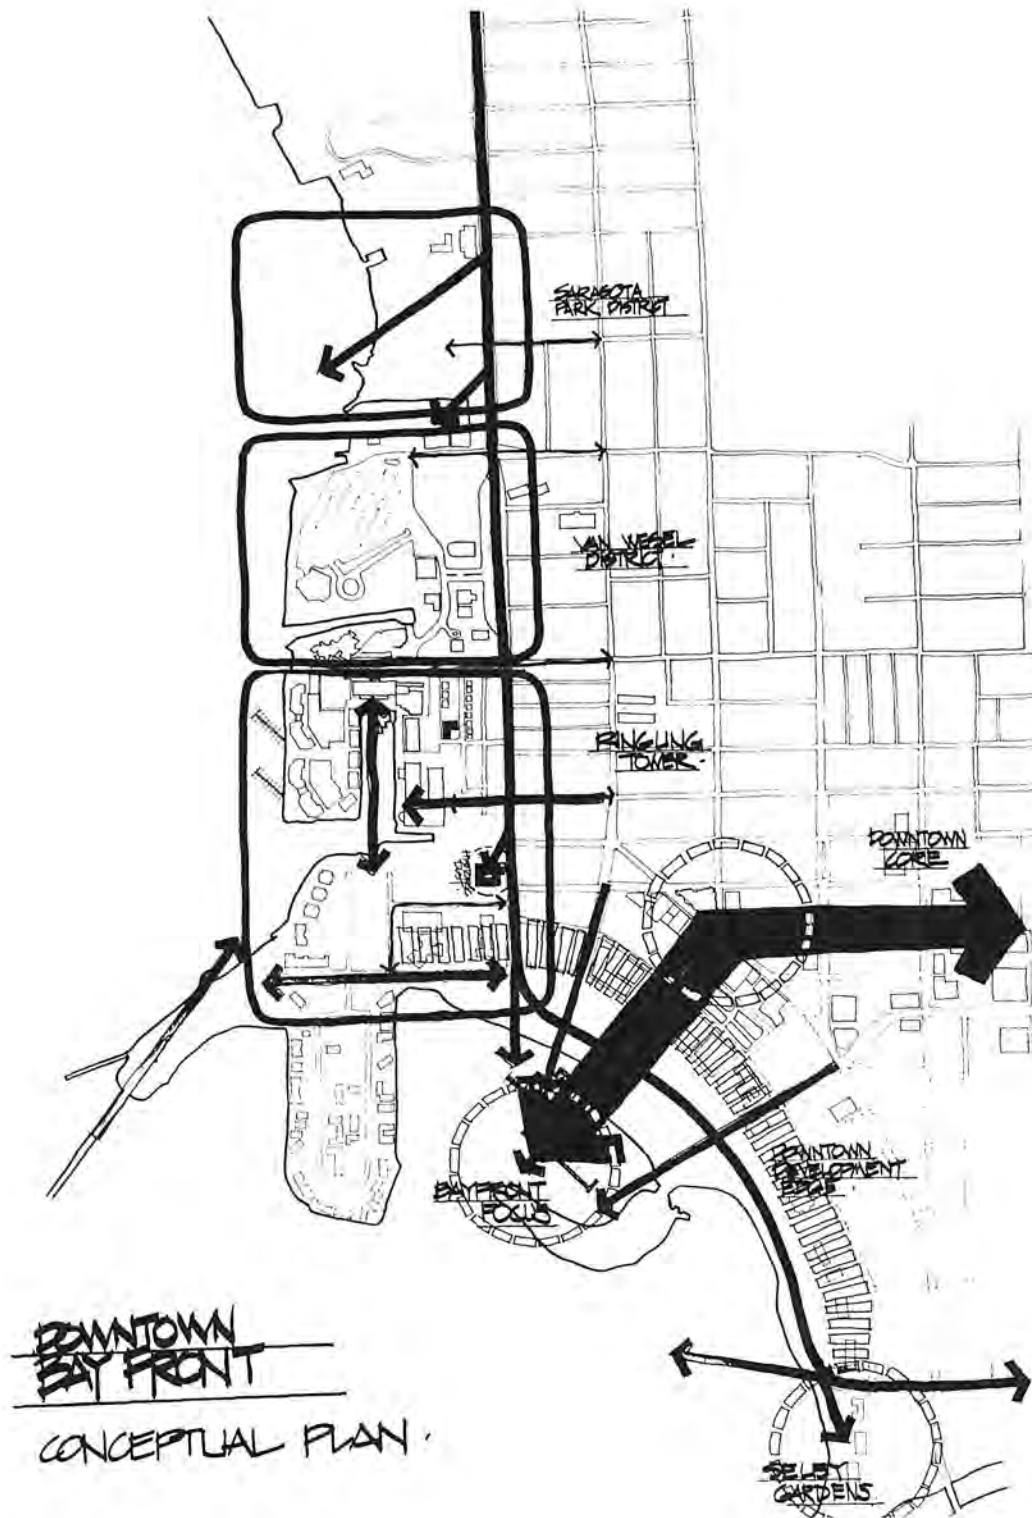 SARASOTA
PARK DISTRICT
VAN WESEL
DISTRICT.
RINGLING
TOWER.
DOWNTOWN
CORE
DOWNTOWN
DEVELOPMENT
EDGE.
BAYFRONT
FOCUS
DOWNTOWN
BAY FRONT
CONCEPTUAL PLAN.
SELBY
GARDENS